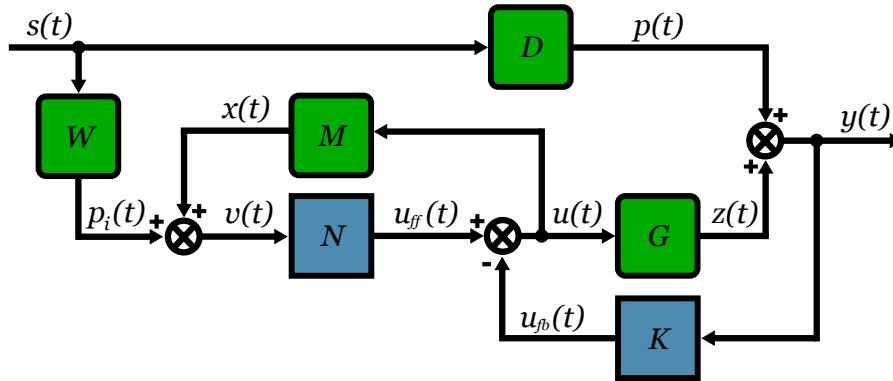 s(t)
D
p(t)
W
x(t)
M
+
y(t)
+
+
p_i(t)
+
v(t)
N
u_ff(t)
+
u(t)
G
z(t)
-
u_fb(t)
K